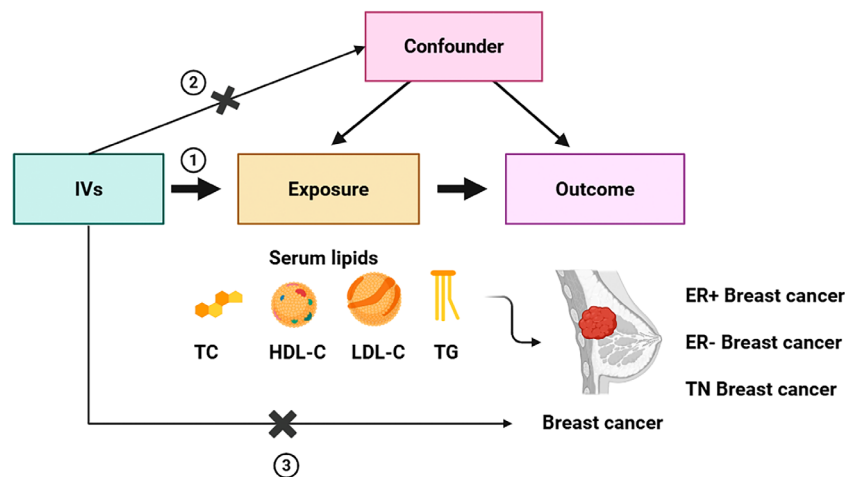 Confounder
2
1
IVs
Exposure
Outcome
Serum lipids
TC
HDL-C
LDL-C
TG
ER+ Breast cancer
ER- Breast cancer
TN Breast cancer
Breast cancer
3